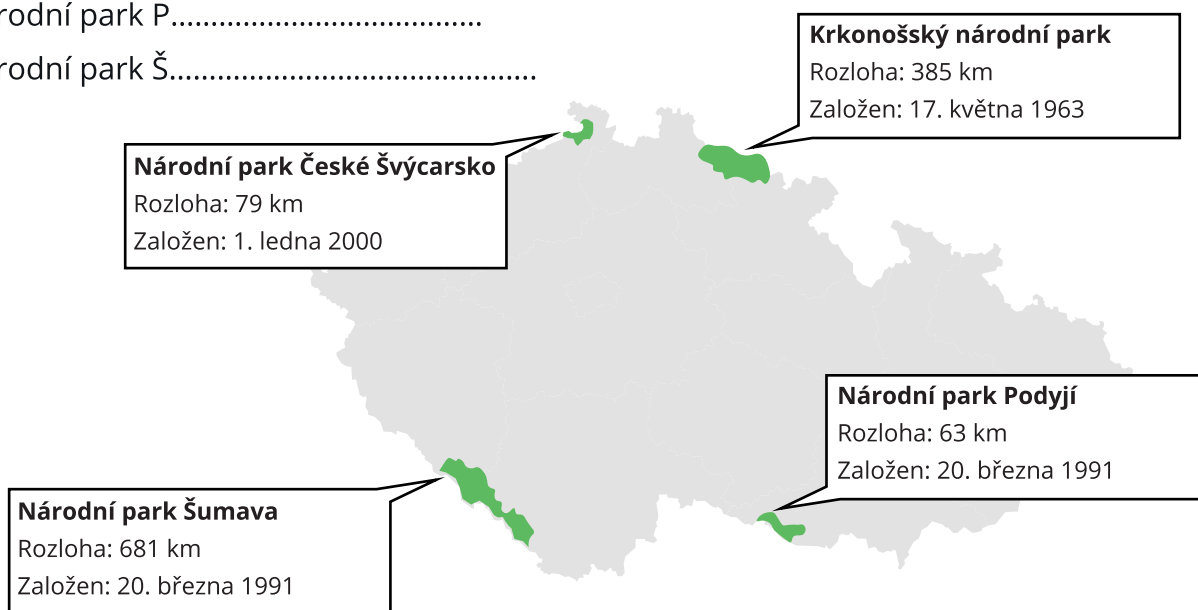 rodní park P.......................................
rodní park Š..............................................
Krkonošský národní park
Rozloha: 385 km
Založen: 17. května 1963
Národní park České Švýcarsko
Rozloha: 79 km
Založen: 1. ledna 2000
Národní park Podyjí
Rozloha: 63 km
Založen: 20. března 1991
Národní park Šumava
Rozloha: 681 km
Založen: 20. března 1991